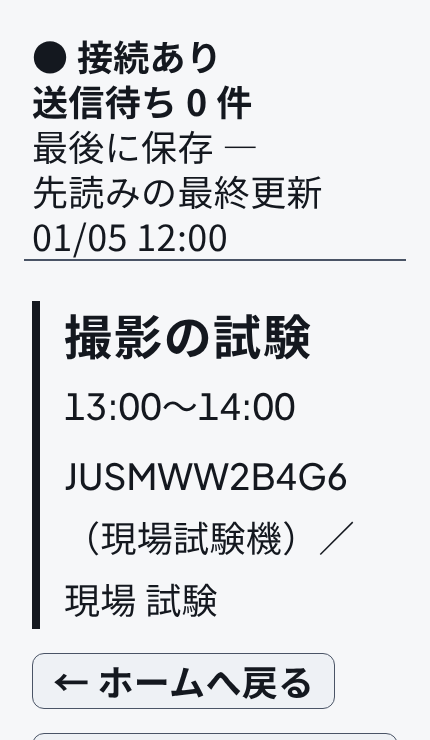 ● 接続あり
送信待ち 0 件
最後に保存 —
先読みの最終更新
01/05 12:00
撮影の試験
13:00〜14:00
JUSMWW2B4G6
（現場試験機）／
現場 試験
← ホームへ戻る